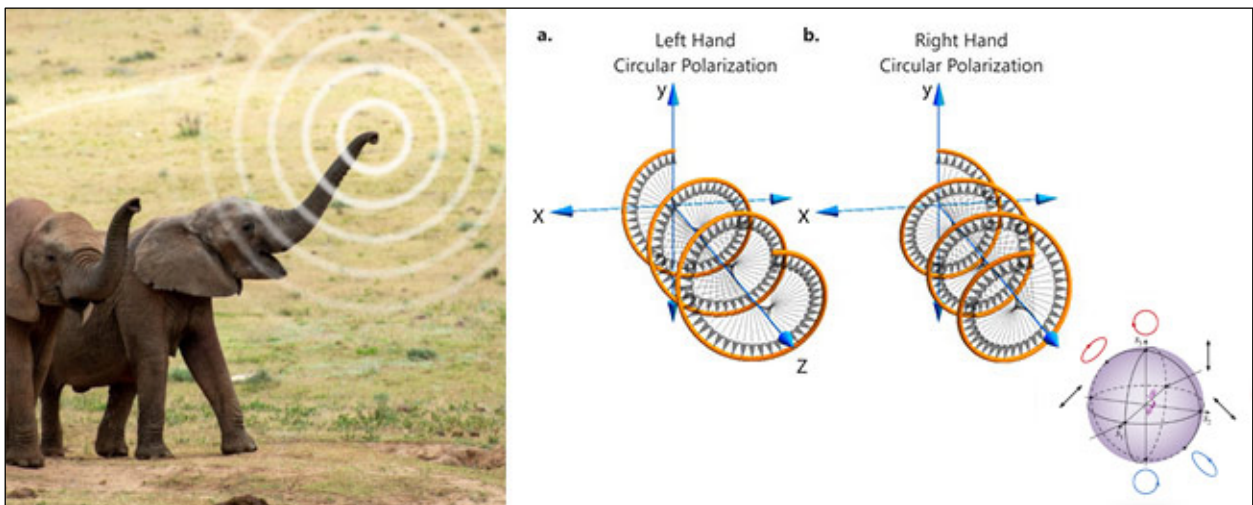 a.
Left Hand
Circular Polarization
b.
Right Hand
Circular Polarization
y
y
X
X
Z